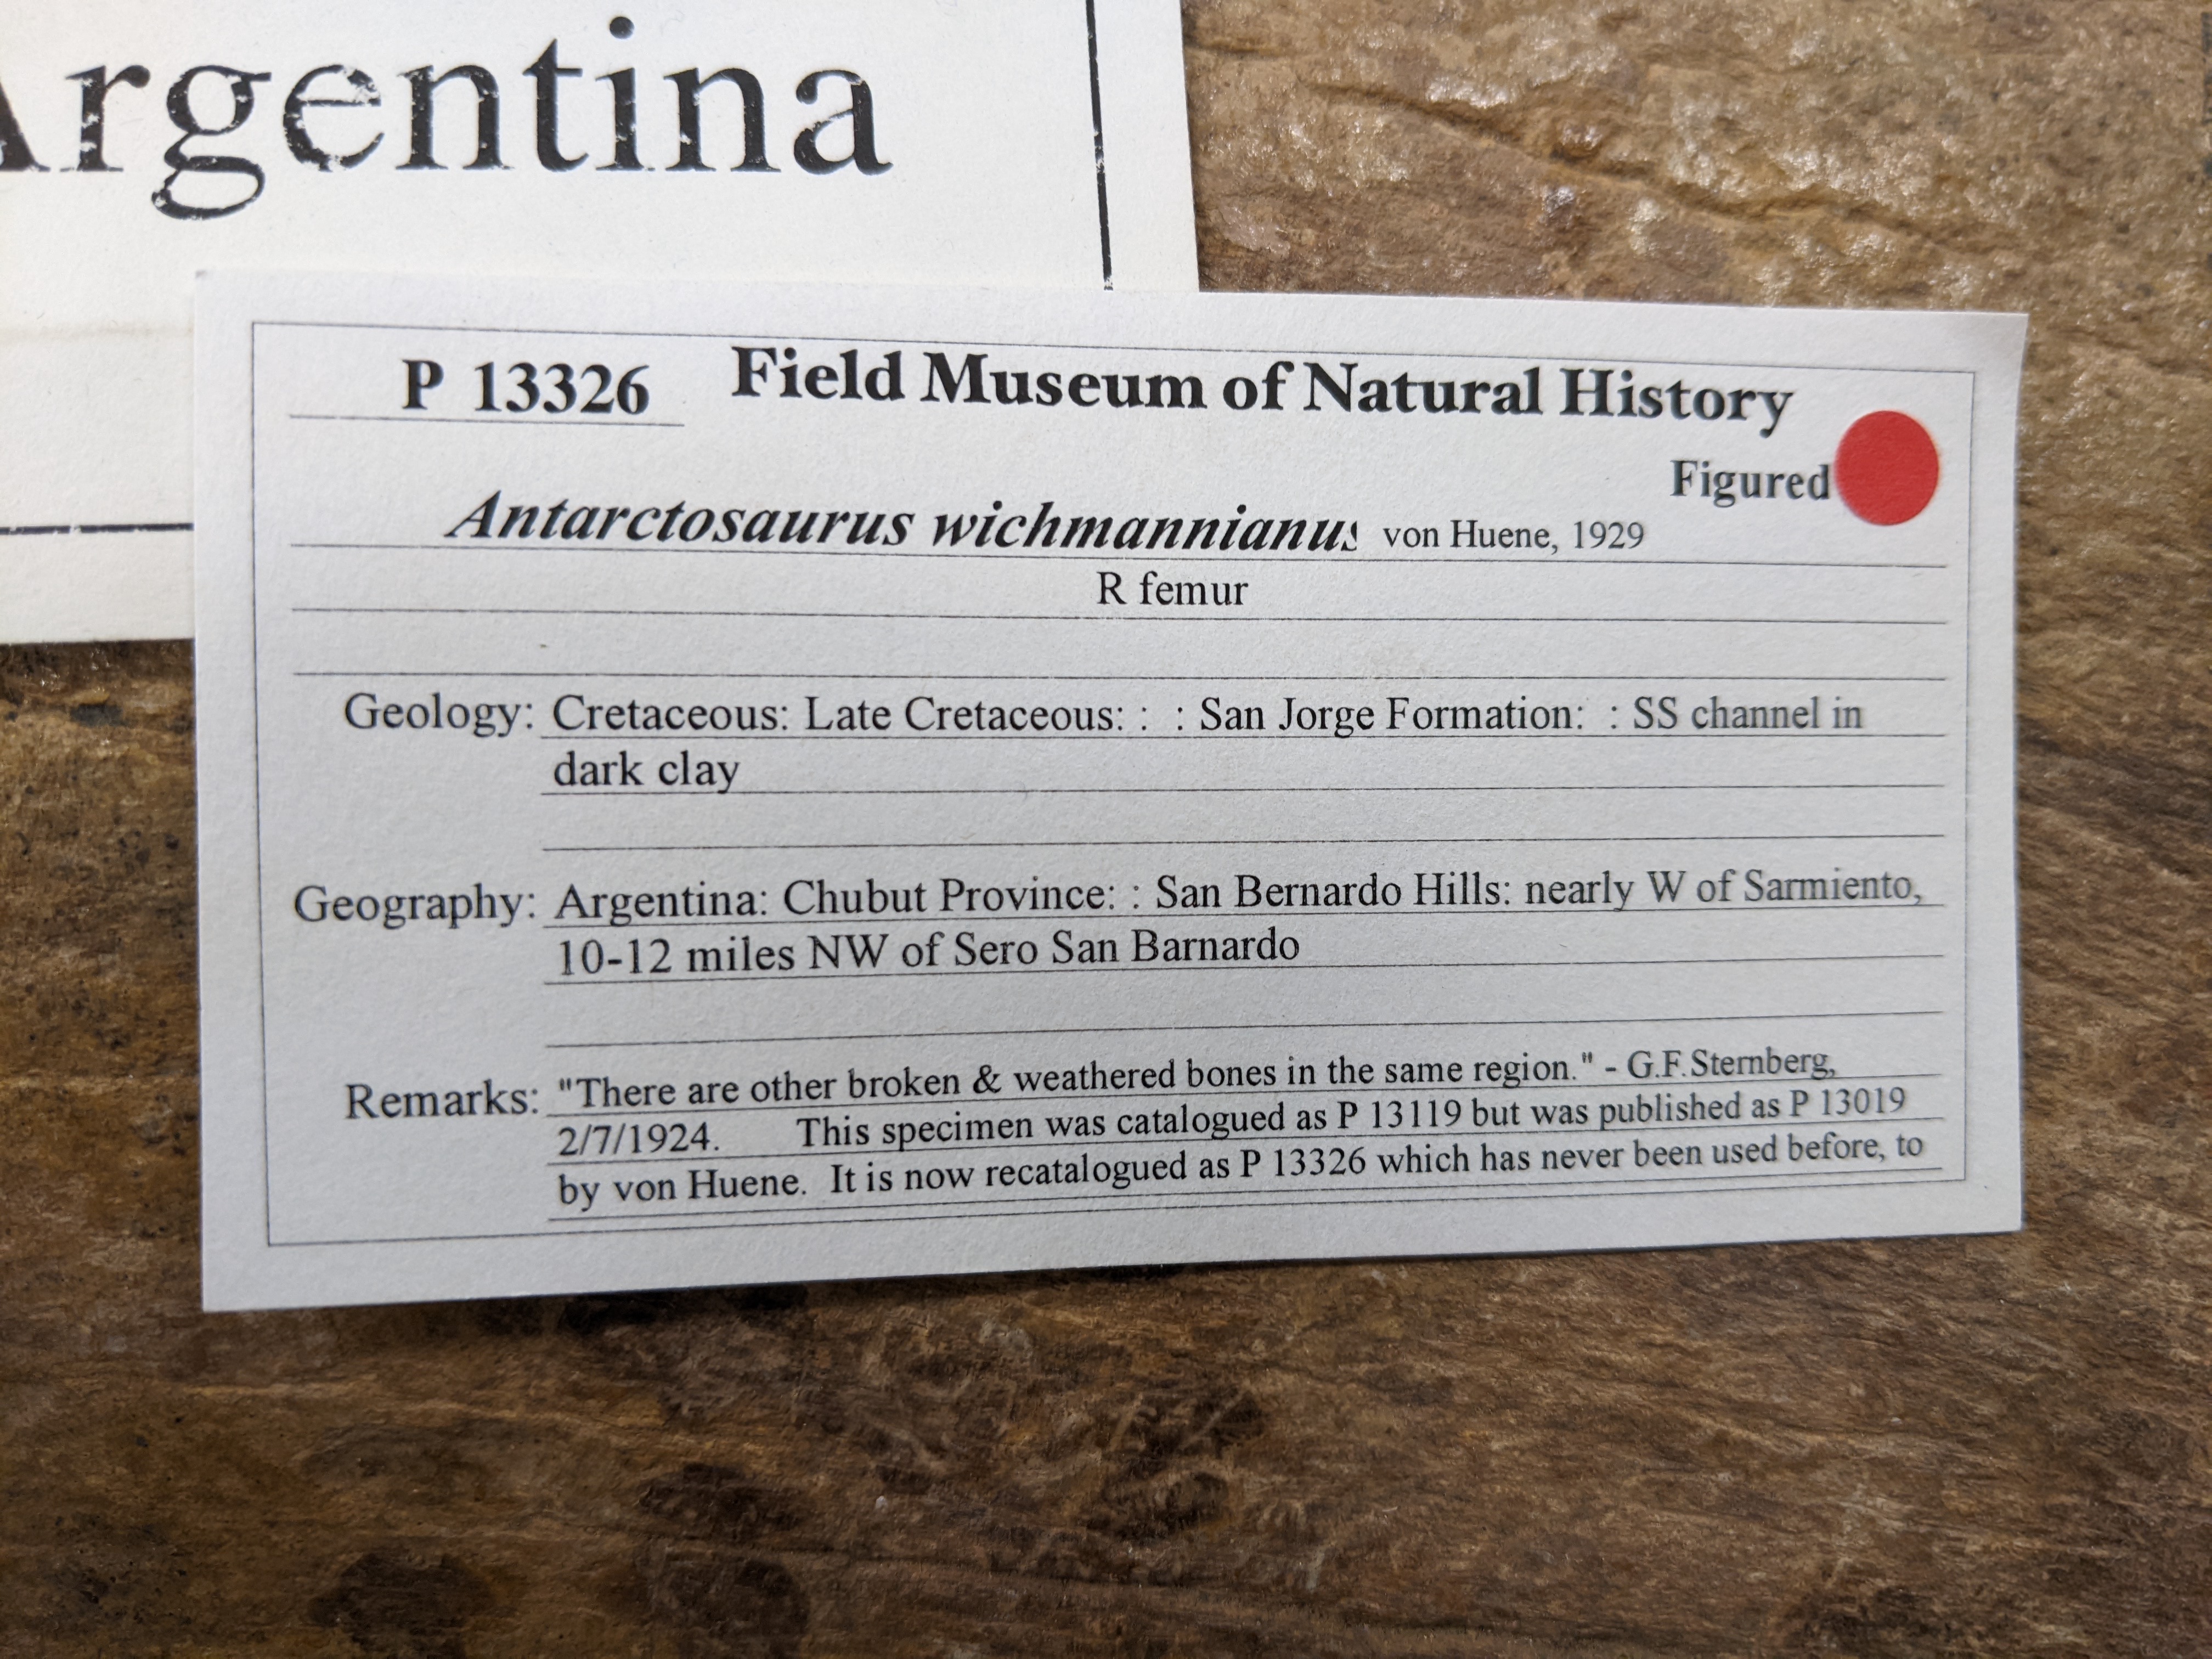 Argentina
P 13326 Field Museum of Natural History
Figured
Antarctosaurus wichmannianus von Huene, 1929
R femur
Geology: Cretaceous: Late Cretaceous: : : San Jorge Formation: : SS channel in
dark clay
Geography: Argentina: Chubut Province: : San Bernardo Hills: nearly W of Sarmiento,
10-12 miles NW of Sero San Barnardo
Remarks: "There are other broken & weathered bones in the same region." - G.F.Sternberg,
2/7/1924. This specimen was catalogued as P 13119 but was published as P 13019
by von Huene. It is now recatalogued as P 13326 which has never been used before, to